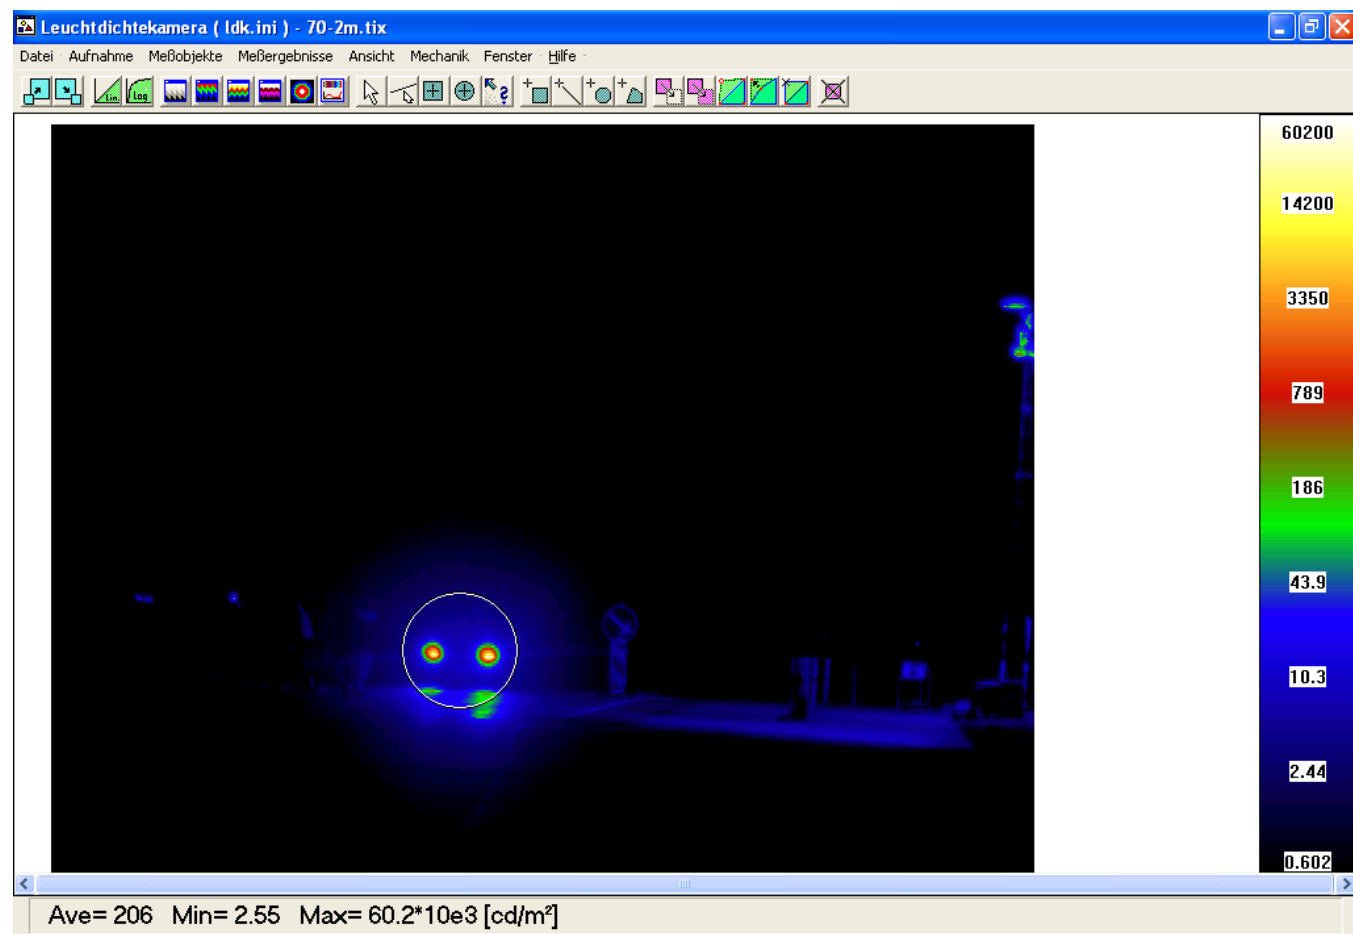 Leuchtdichtekamera ( ldk.ini ) - 70-2m.tix
Datei Aufnahme Meßobjekte Meßergebnisse Ansicht Mechanik Fenster Hilfe
Lin Log
60200
14200
3350
789
186
43.9
10.3
2.44
0.602
Ave= 206 Min= 2.55 Max= 60.2*10e3 [cd/m²]